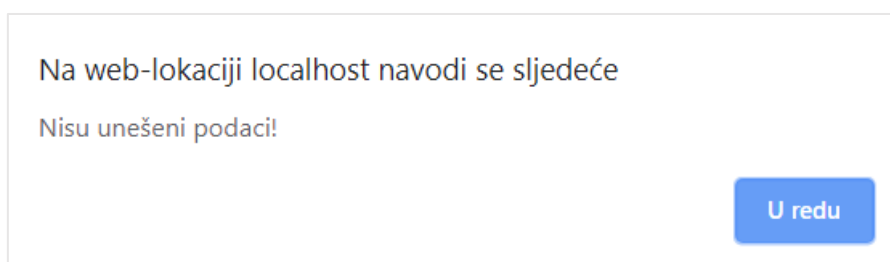 Na web-lokaciji localhost navodi se sljedeće
Nisu unešeni podaci!
U redu